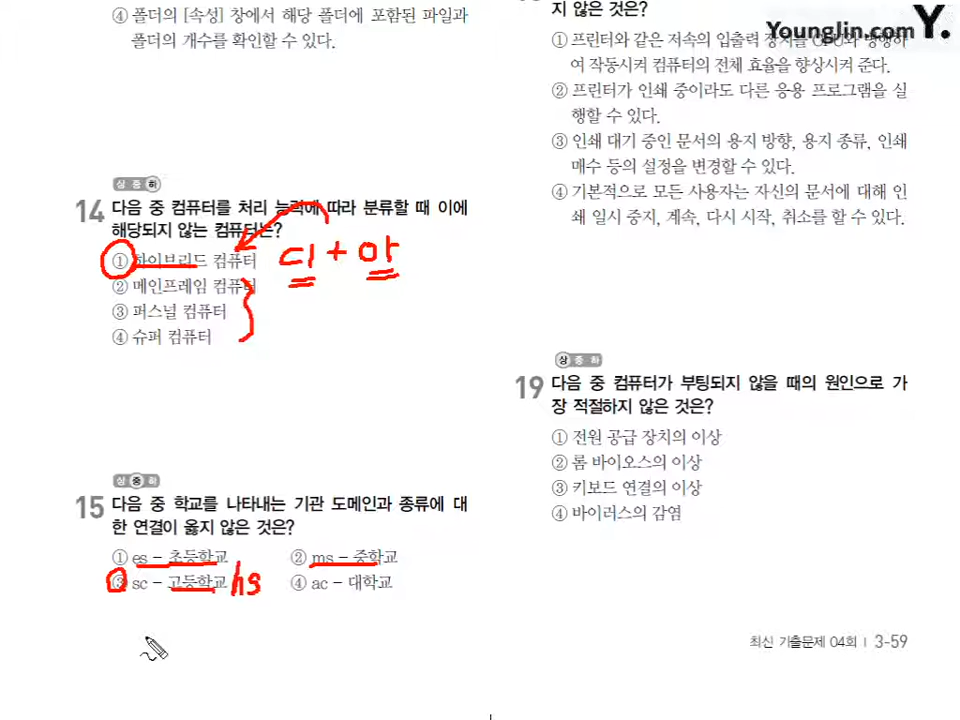 ④ 폴더의 [속성] 창에서 해당 폴더에 포함된 파일과
폴더의 개수를 확인할 수 있다.
상 중 하
14 다음 중 컴퓨터를 처리 능력에 따라 분류할 때 이에
해당되지 않는 컴퓨터는?
① 하이브리드 컴퓨터
디 + 아
② 메인프레임 컴퓨터
③ 퍼스널 컴퓨터
④ 슈퍼 컴퓨터
상 중 하
15 다음 중 학교를 나타내는 기관 도메인과 종류에 대
한 연결이 옳지 않은 것은?
① es - 초등학교 ② ms - 중학교
③ sc - 고등학교 hs ④ ac - 대학교
지 않은 것은?
Younglin.com Y.
① 프린터와 같은 저속의 입출력 장치를 CPU와 병행하
여 작동시켜 컴퓨터의 전체 효율을 향상시켜 준다.
② 프린터가 인쇄 중이라도 다른 응용 프로그램을 실
행할 수 있다.
③ 인쇄 대기 중인 문서의 용지 방향, 용지 종류, 인쇄
매수 등의 설정을 변경할 수 있다.
④ 기본적으로 모든 사용자는 자신의 문서에 대해 인
쇄 일시 중지, 계속, 다시 시작, 취소를 할 수 있다.
상 중 하
19 다음 중 컴퓨터가 부팅되지 않을 때의 원인으로 가
장 적절하지 않은 것은?
① 전원 공급 장치의 이상
② 롬 바이오스의 이상
③ 키보드 연결의 이상
④ 바이러스의 감염
최신 기출문제 04회 | 3-59